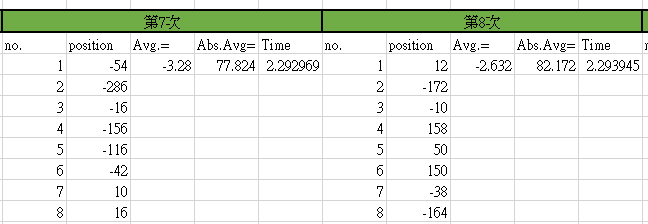 第7次 第8次
no. position Avg.= Abs.Avg= Time no. position Avg.= Abs.Avg= Time
1 -54 -3.28 77.824 2.292969 1 12 -2.632 82.172 2.293945
2 -286 2 -172
3 -16 3 -10
4 -156 4 158
5 -116 5 50
6 -42 6 150
7 10 7 -38
8 16 8 -164